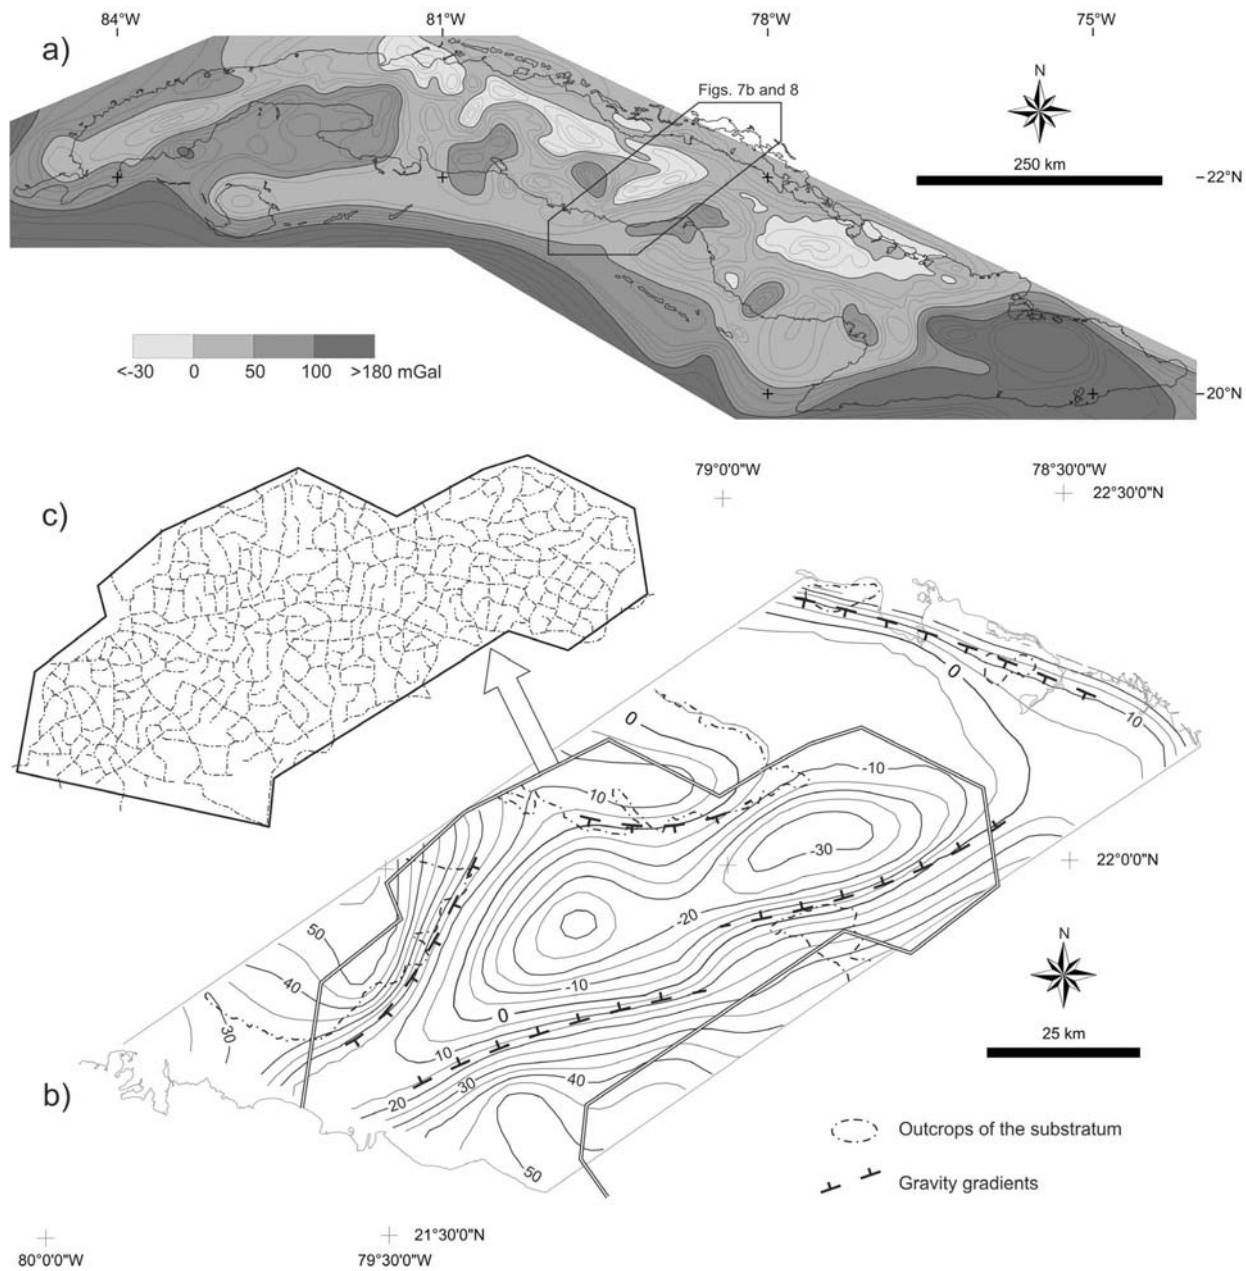 84°W 81°W 78°W 75°W
a)
Figs. 7b and 8
N
250 km
22°N
20°N
<-30 0 50 100 >180 mGal
79°0'0"W
78°30'0"W
22°30'0"N
c)
0
0
10
10
-10
-30
22°0'0"N
50
-20
40
-10
30
0
N
25 km
10
40
20
30
b)
50
Outcrops of the substratum
Gravity gradients
21°30'0"N
80°0'0"W
79°30'0"W